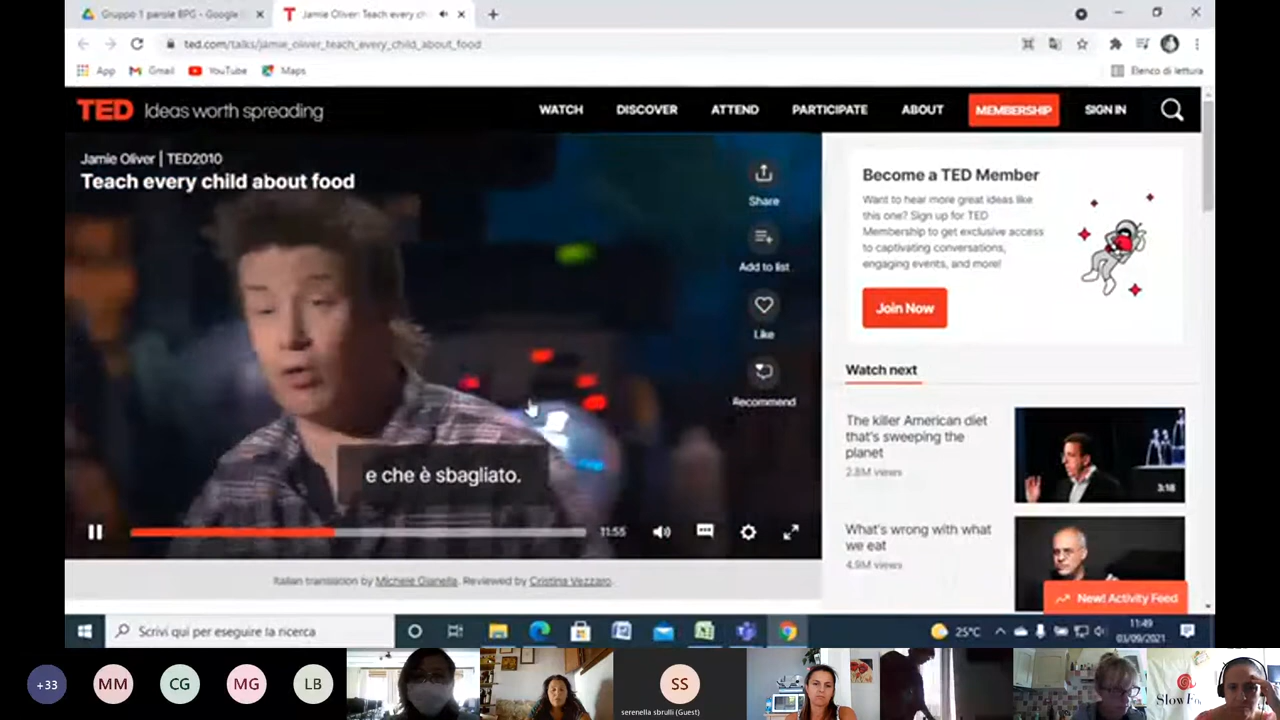 Gruppo 1 parole BPG - Google
Jamie Oliver: Teach every ch
ted.com/talks/jamie_oliver_teach_every_child_about_food
App
Gmail
YouTube
Maps
Elenco di lettura
TED Ideas worth spreading
WATCH
DISCOVER
ATTEND
PARTICIPATE
ABOUT
MEMBERSHIP
SIGN IN
Jamie Oliver | TED2010
Teach every child about food
Share
Add to list
Like
Recommend
e che è sbagliato.
11:55
Italian translation by Michele Gianella. Reviewed by Cristina Vezzaro.
Become a TED Member
Want to hear more great ideas like
this one? Sign up for TED
Membership to get exclusive access
to captivating conversations,
engaging events, and more!
Join Now
Watch next
The killer American diet
that's sweeping the
planet
2.8M views
3:18
What's wrong with what
we eat
4.9M views
New! Activity Feed
Scrivi qui per eseguire la ricerca
25°C
11:49
03/09/2021
+33
MM
CG
MG
LB
SS
serenella sbrulli (Guest)
Slow